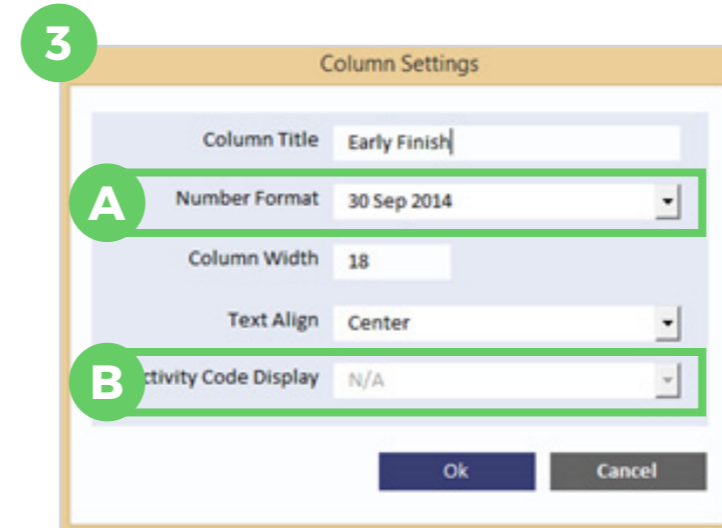 3
Column Settings
Column Title Early Finish
A Number Format 30 Sep 2014
Column Width 18
Text Align Center
B ctivity Code Display N/A
Ok Cancel